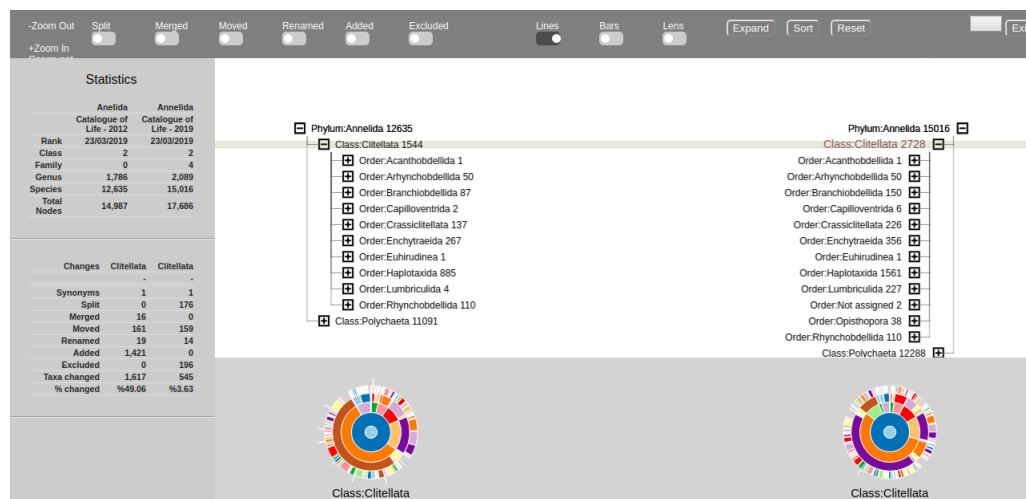 -Zoom Out Split Merged Moved Renamed Added Excluded Lines Bars Lens Expand Sort Reset
+Zoom In
Statistics
Anelida Annelida
Catalogue of Life - 2012 Catalogue of Life - 2019
Rank 23/03/2019 23/03/2019
Class 2 2
Family 0 4
Genus 1,786 2,089
Species 12,635 15,016
Total Nodes 14,987 17,686
Changes Clitellata Clitellata
- -
Synonyms 1 1
Split 0 176
Merged 16 0
Moved 161 159
Renamed 19 14
Added 1,421 0
Excluded 0 196
Taxa changed 1,617 545
% changed %49.06 %3.63
Phylum:Annelida 12635
Class:Clitellata 1544
Order:Acanthobdellida 1
Order:Arhynchobdellida 50
Order:Branchiobdellida 87
Order:Capilloventrida 2
Order:Crassiclitellata 137
Order:Enchytraeida 267
Order:Euhirudinea 1
Order:Haplotaxida 885
Order:Lumbriculida 4
Order:Rhynchobdellida 110
Class:Polychaeta 11091
Phylum:Annelida 15016
Class:Clitellata 2728
Order:Acanthobdellida 1
Order:Arhynchobdellida 50
Order:Branchiobdellida 150
Order:Capilloventrida 6
Order:Crassiclitellata 226
Order:Enchytraeida 356
Order:Euhirudinea 1
Order:Haplotaxida 1561
Order:Lumbriculida 227
Order:Not assigned 2
Order:Opisthopora 38
Order:Rhynchobdellida 110
Class:Polychaeta 12288
Class:Clitellata
Class:Clitellata